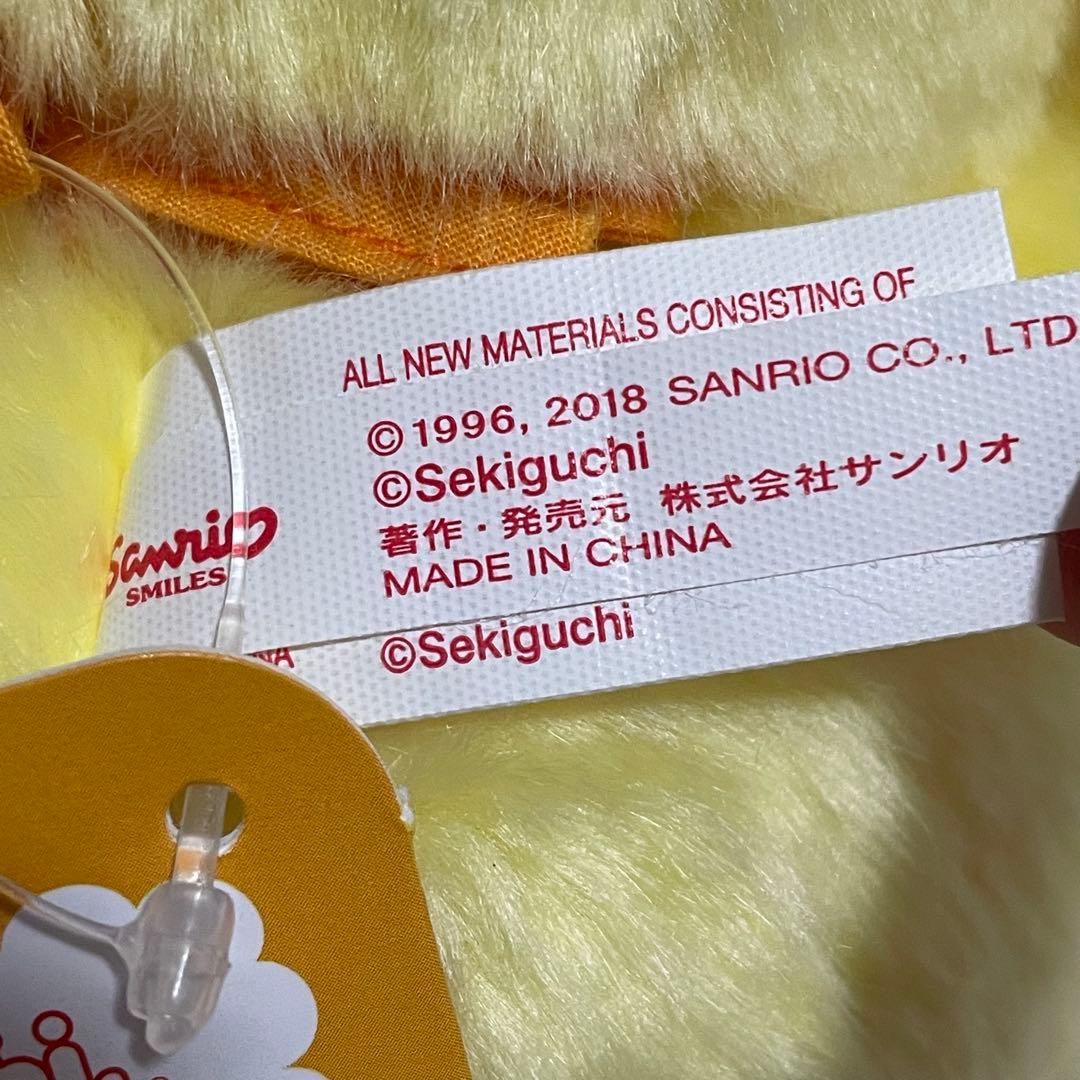 ALL NEW MATERIALS CONSISTING OF
©1996, 2018 SANRIO CO., LTD
©Sekiguchi
著作・発売元 株式会社サンリオ
MADE IN CHINA
Sanrio
SMILES
©Sekiguchi